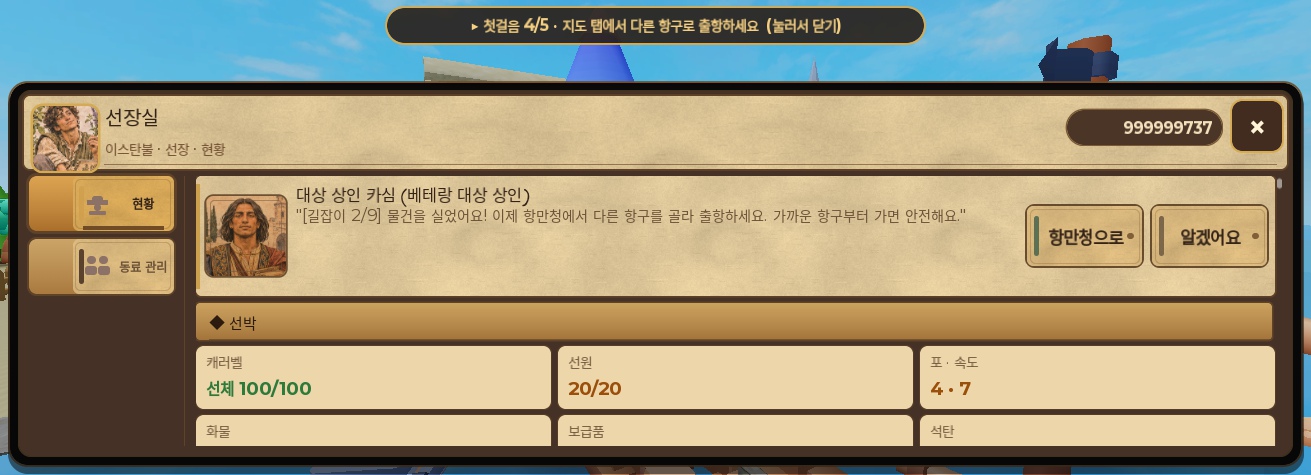 ▸ 첫걸음 4/5 · 지도 탭에서 다른 항구로 출항하세요 (눌러서 닫기)
선장실
이스탄불 · 선장 · 현황
999999737
×
현황
동료 관리
대상 상인 카심 (베테랑 대상 상인)
"[길잡이 2/9] 물건을 실었어요! 이제 항만청에서 다른 항구를 골라 출항하세요. 가까운 항구부터 가면 안전해요."
항만청으로
알겠어요
◆ 선박
캐러벨
선체 100/100
선원
20/20
포 · 속도
4 · 7
화물
보급품
석탄